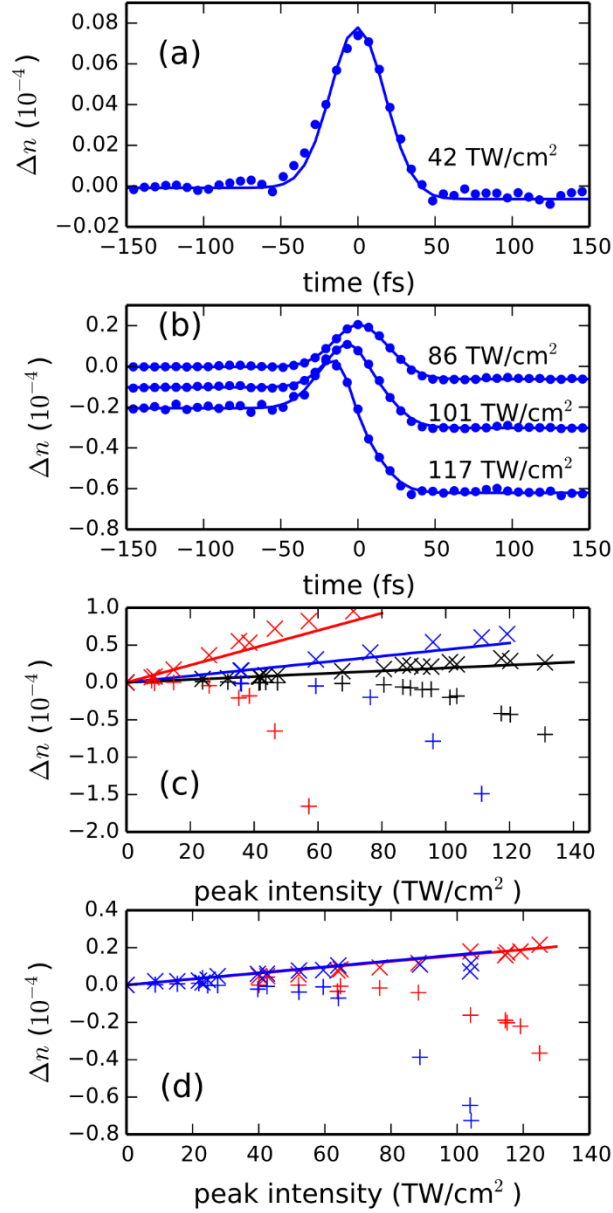 0.08
(a)
0.06
0.04
42 TW/cm²
0.02
0.00
−0.02
−150 −100 −50 0 50 100 150
Δn (10⁻⁴)
time (fs)
(b)
0.2
0.0
86 TW/cm²
−0.2
101 TW/cm²
−0.4
117 TW/cm²
−0.6
−0.8
−150 −100 −50 0 50 100 150
Δn (10⁻⁴)
time (fs)
1.0
0.5
0.0
−0.5
−1.0
(c)
−1.5
−2.0
0 20 40 60 80 100 120 140
Δn (10⁻⁴)
peak intensity (TW/cm² )
0.4
0.2
0.0
−0.2
−0.4
(d)
−0.6
−0.8
0 20 40 60 80 100 120 140
Δn (10⁻⁴)
peak intensity (TW/cm² )